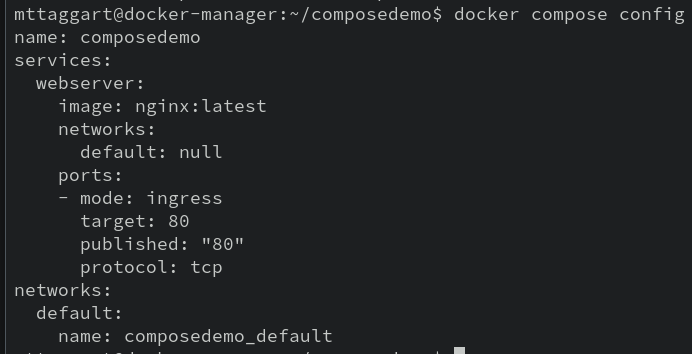 mttaggart@docker-manager:~/composedemo$ docker compose config
name: composedemo
services:
  webserver:
    image: nginx:latest
    networks:
      default: null
    ports:
    - mode: ingress
      target: 80
      published: "80"
      protocol: tcp
networks:
  default:
    name: composedemo_default